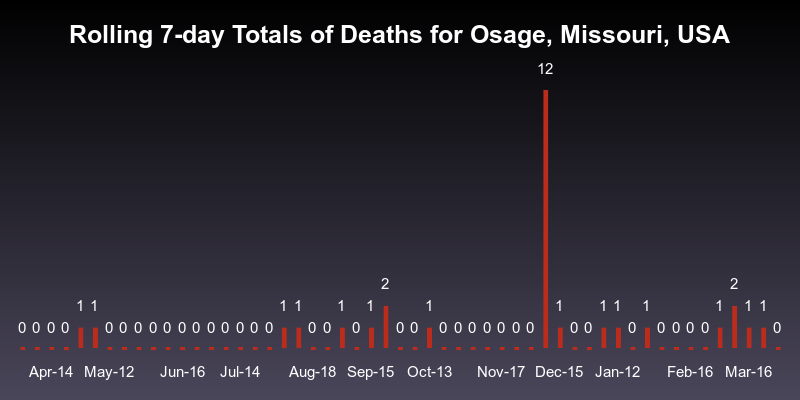 Rolling 7-day Totals of Deaths for Osage, Missouri, USA
12
2 2
1 1 1 1 1 1 1 1 1 1 1 1 1 1
0 0 0 0 0 0 0 0 0 0 0 0 0 0 0 0 0 0 0 0 0 0 0 0 0 0 0 0 0 0 0 0 0 0 0 0
Apr-14 May-12 Jun-16 Jul-14 Aug-18 Sep-15 Oct-13 Nov-17 Dec-15 Jan-12 Feb-16 Mar-16